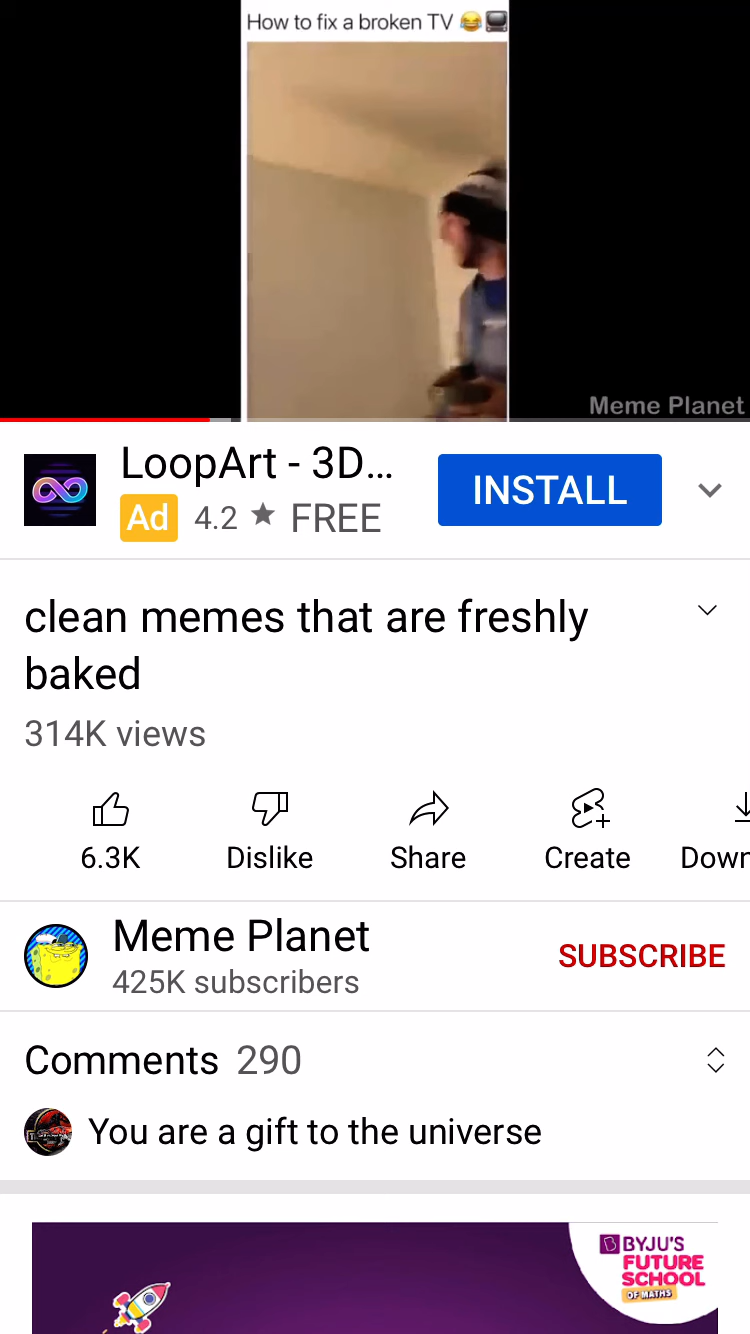 How to fix a broken TV 😂📺
Meme Planet
LoopArt - 3D...
INSTALL
Ad 4.2 ★ FREE
clean memes that are freshly
baked
314K views
6.3K
Dislike
Share
Create
Down
Meme Planet
425K subscribers
SUBSCRIBE
Comments 290
You are a gift to the universe
BYJU'S
FUTURE
SCHOOL
OF MATHS